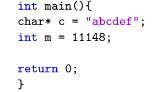 int main(){
char* c = "abcdef";
int m = 11148;

return 0;
}